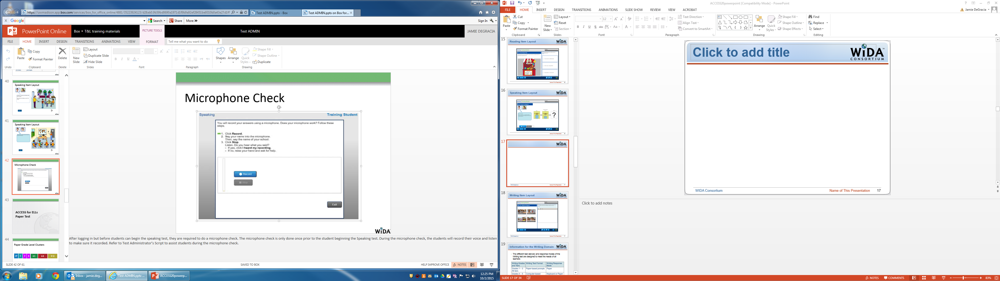 https://uwmadison.app.box.com/services/box_for_office_online/4881/35223924123/
Test ADMIN.pptx - Box
Test ADMIN.pptx on Box for...
x Google
Search
Share
More »
Sign In
PowerPoint Online
Box ▸ T&L training materials
PICTURE TOOLS
Test ADMIN
JAMIE DEGRACIA
FILE HOME INSERT DESIGN TRANSITIONS ANIMATIONS VIEW FORMAT
Tell me what you want to do
Paste
Copy
Format Painter
Delete
New Slide
Layout
Duplicate Slide
Hide Slide
Shapes
Arrange
Quick Styles
Shape Fill
Shape Outline
Duplicate
Undo Clipboard Delete Slides Font Paragraph Drawing
40
Speaking Item Layout
41
Speaking Item Layout
42
Microphone Check
43
ACCESS for ELLs
Paper Test
44
Paper Grade Level Clusters
K* 1 2 3 4-5 6-8 9-12
Microphone Check
Speaking
Training Student
You will record your answers using a microphone. Does your microphone work? Follow these
steps.
1. Click Record.
2. Say your name into the microphone.
Then, say the name of your school.
3. Click Stop.
Listen. Do you hear what you said?
If yes, click I heard my recording.
If no, raise your hand and ask for help.
Record
Stop
Exit
WiDA
After logging in but before students can begin the speaking test, they are required to do a microphone check. The microphone check is only done once prior to the student beginning the Speaking test. During the microphone check, the students will record their voice and listen
to make sure it recorded. Refer to Test Administrator's Script to assist students during the microphone check.
SLIDE 42 OF 61
SAVED TO BOX
HELP IMPROVE OFFICE
NOTES
Inbox - jamie.deg...
Test ADMIN.pptx ...
ACCESS20powerp...
12:25 PM
10/2/2015
ACCESS20powerpoint [Compatibility Mode] - PowerPoint
FILE HOME INSERT DESIGN TRANSITIONS ANIMATIONS SLIDE SHOW REVIEW VIEW ACROBAT
Jamie DeGracia
Paste
Cut
Copy
Format Painter
New Slide
Layout
Reset
Section
12
Text Direction
Align Text
Convert to SmartArt
Arrange
Quick Styles
Shape Fill
Shape Outline
Shape Effects
Find
Replace
Select
Clipboard Slides Font Paragraph Drawing Editing
15
Reading Item Layout
WiDA
16
Speaking Item Layout
WiDA
?
17
WiDA
18
Writing Item Layout
WiDA
19
Information for the Writing Domain
WiDA
The different test delivery and response modes of the
Writing test are designed to meet the needs of all
learners:
Writing Grades and Tiers
Writing Test Format
Writing Response Mode
Grades 1 – 3 All tiers
Paper-based prompts
Paper
Grades 4 – 5
Computer-based
Keyboard or Paper
Click to add title
WiDA
CONSORTIUM
WIDA Consortium
Name of This Presentation
17
Click to add notes
SLIDE 17 OF 34
NOTES
COMMENTS
83%